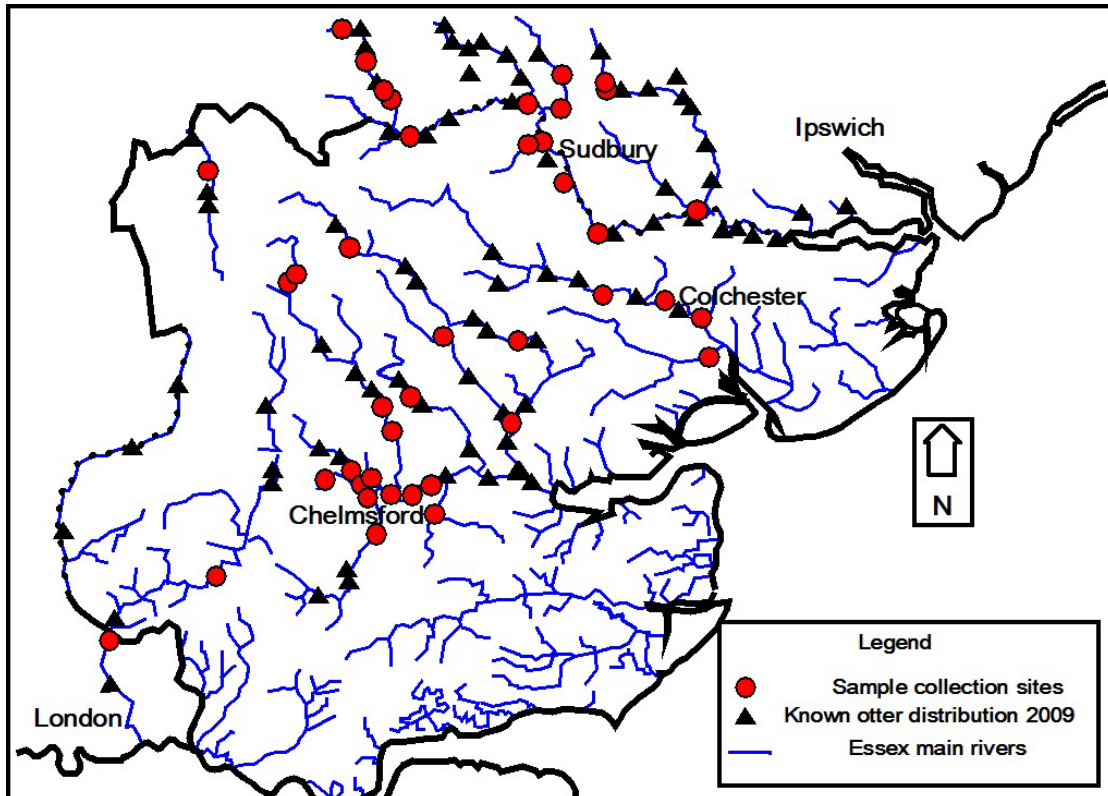 Ipswich
Sudbury
Colchester
N
Chelmsford
London
Legend
Sample collection sites
Known otter distribution 2009
Essex main rivers